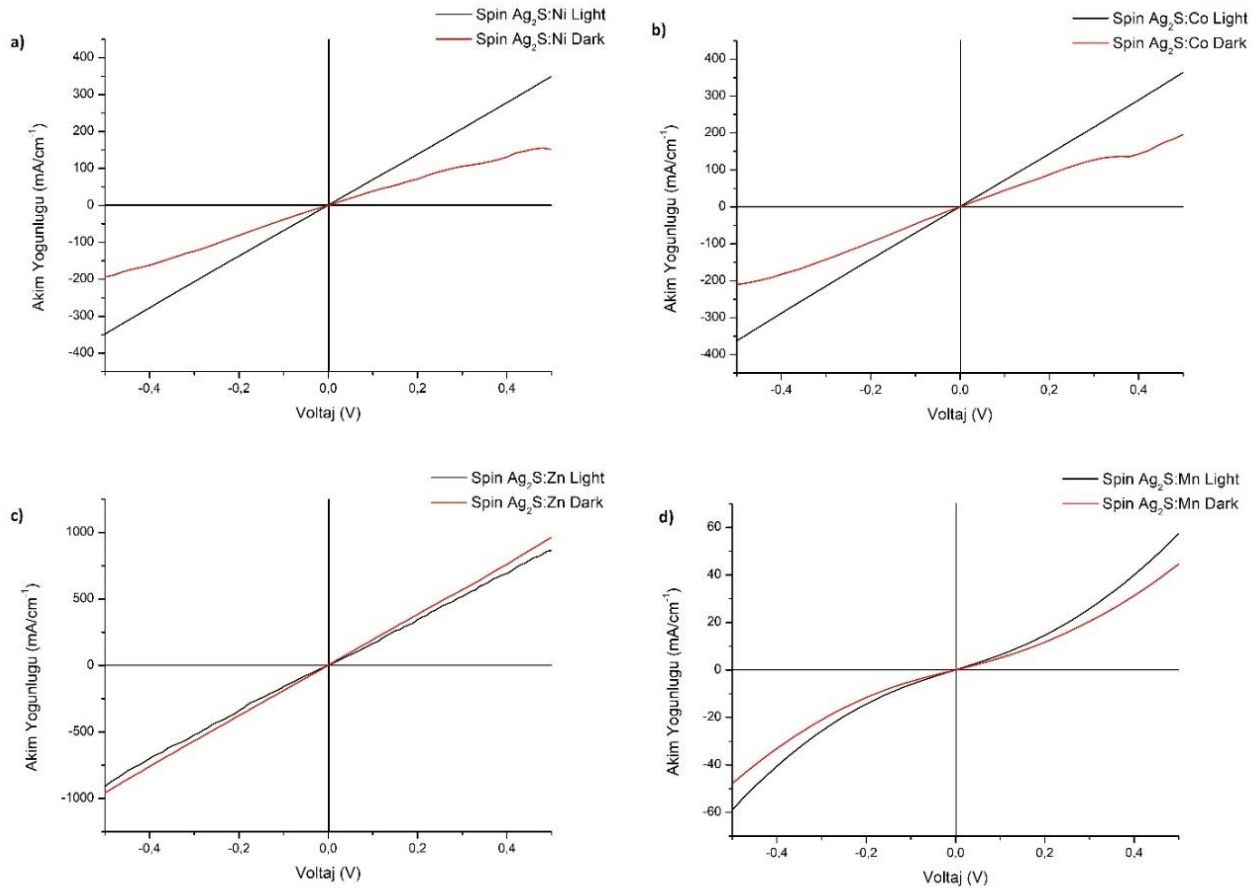 a)
Spin Ag₂S:Ni Light
Spin Ag₂S:Ni Dark
Akim Yogunlugu (mA/cm⁻¹)
400
300
200
100
0
-100
-200
-300
-400
-0,4
-0,2
0,0
0,2
0,4
Voltaj (V)
b)
Spin Ag₂S:Co Light
Spin Ag₂S:Co Dark
Akim Yogunlugu (mA/cm⁻¹)
400
300
200
100
0
-100
-200
-300
-400
-0,4
-0,2
0,0
0,2
0,4
Voltaj (V)
c)
Spin Ag₂S:Zn Light
Spin Ag₂S:Zn Dark
Akim Yogunlugu (mA/cm⁻¹)
1000
500
0
-500
-1000
-0,4
-0,2
0,0
0,2
0,4
Voltaj (V)
d)
Spin Ag₂S:Mn Light
Spin Ag₂S:Mn Dark
Akim Yogunlugu (mA/cm⁻¹)
60
40
20
0
-20
-40
-60
-0,4
-0,2
0,0
0,2
0,4
Voltaj (V)